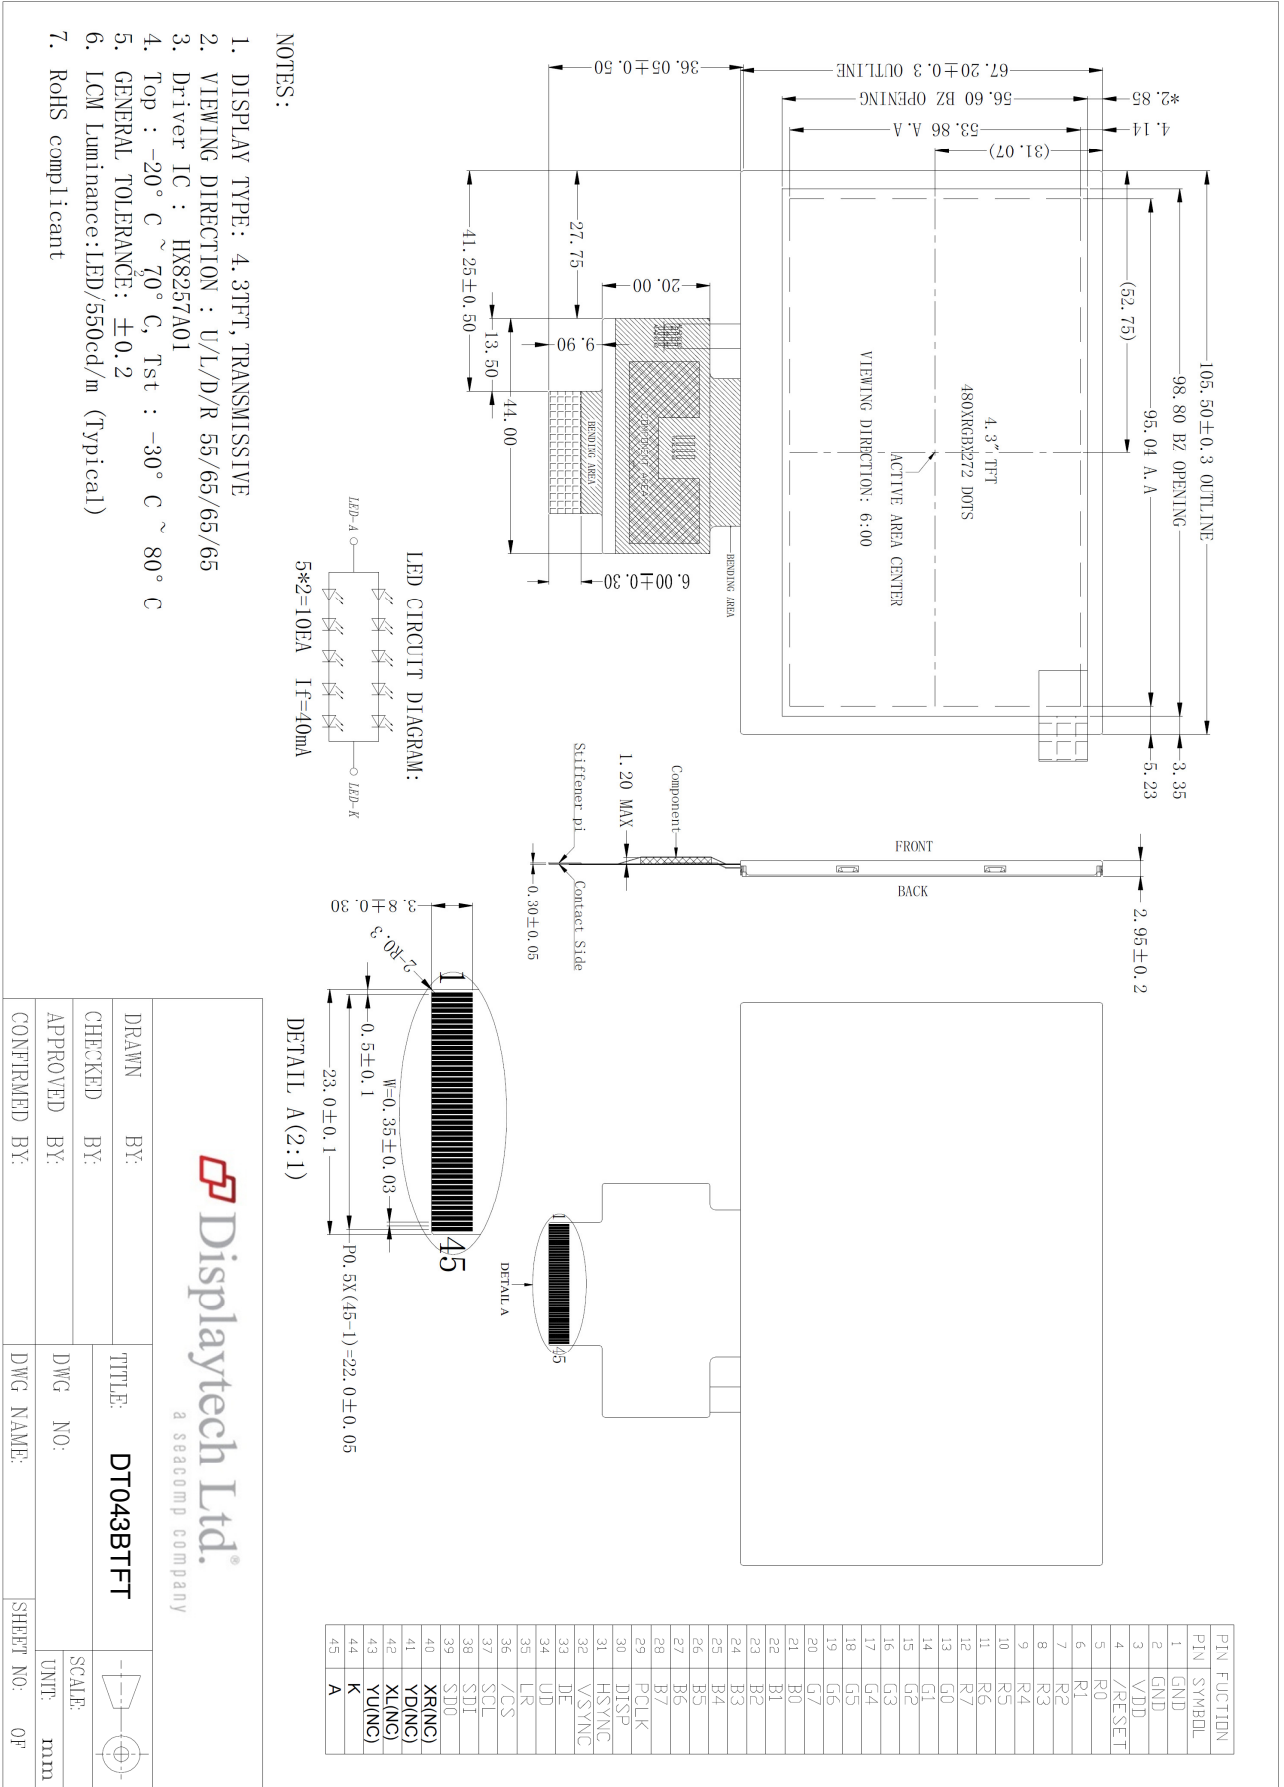 105.50±0.3 OUTLINE
98.80 BZ OPENING
95.04 A.A
(52.75)
3.35
5.23
*2.85
4.14
67.20±0.3 OUTLINE
56.60 BZ OPENING
53.86 A.A
(31.07)
36.05±0.50
4.3" TFT
480XRGBX272 DOTS
ACTIVE AREA CENTER
VIEWING DIRECTION: 6:00
27.75
20.00
41.25±0.50
13.50
9.90
44.00
6.00±0.30
COMPONENT AREA
BENDING AREA
BENDING AREA
FRONT
BACK
2.95±0.2
Component
1.20 MAX
Stiffener pi
Contact Side
0.30±0.05
LED CIRCUIT DIAGRAM:
LED-A
LED-K
5*2=10EA If=40mA
1
45
3.8±0.30
2-R0.3
0.5±0.1
W=0.35±0.03
P0.5X(45-1)=22.0±0.05
23.0±0.1
DETAIL A(2:1)
1
45
DETAIL A
NOTES:
1. DISPLAY TYPE: 4.3TFT, TRANSMISSIVE
2. VIEWING DIRECTION : U/L/D/R 55/65/65/65
3. Driver IC : HX8257A01
4. Top : -20° C ~ 70° C, Tst : -30° C ~ 80° C
5. GENERAL TOLERANCE: ±0.2
6. LCM Luminance:LED/550cd/m2 (Typical)
7. RoHS complicant
PIN FUCTION
PIN SYMBOL
1 GND
2 GND
3 VDD
4 /RESET
5 R0
6 R1
7 R2
8 R3
9 R4
10 R5
11 R6
12 R7
13 G0
14 G1
15 G2
16 G3
17 G4
18 G5
19 G6
20 G7
21 B0
22 B1
23 B2
24 B3
25 B4
26 B5
27 B6
28 B7
29 PCLK
30 DISP
31 HSYNC
32 VSYNC
33 DE
34 UD
35 LR
36 /CS
37 SCL
38 SDI
39 SDO
40 XR(NC)
41 YD(NC)
42 XL(NC)
43 YU(NC)
44 K
45 A
Displaytech Ltd.®
a seacomp company
DRAWN BY:
CHECKED BY:
APPROVED BY:
CONFIRMED BY:
TITLE: DT043BTFT
DWG NO:
DWG NAME:
SCALE:
UNIT: mm
SHEET NO: OF